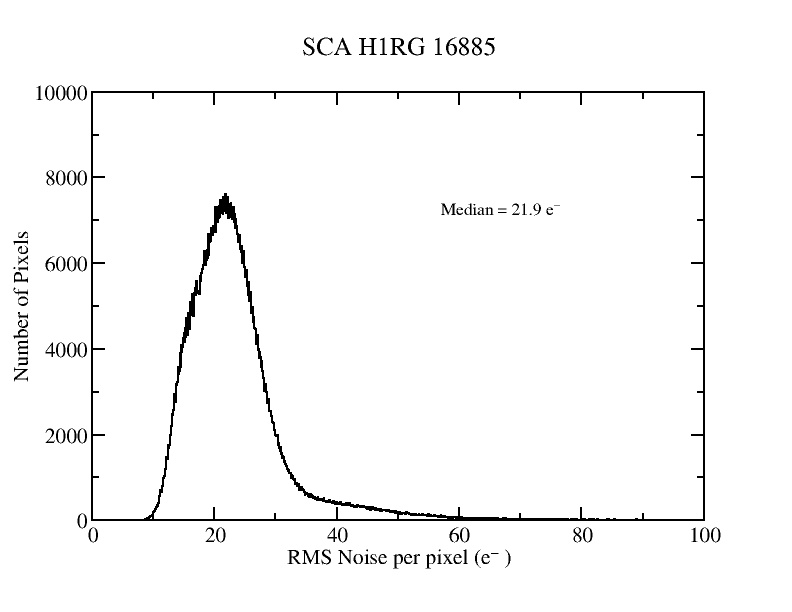 SCA H1RG 16885
10000
8000
6000
4000
2000
0
Number of Pixels
Median = 21.9 e⁻
0 20 40 60 80 100
RMS Noise per pixel (e⁻ )